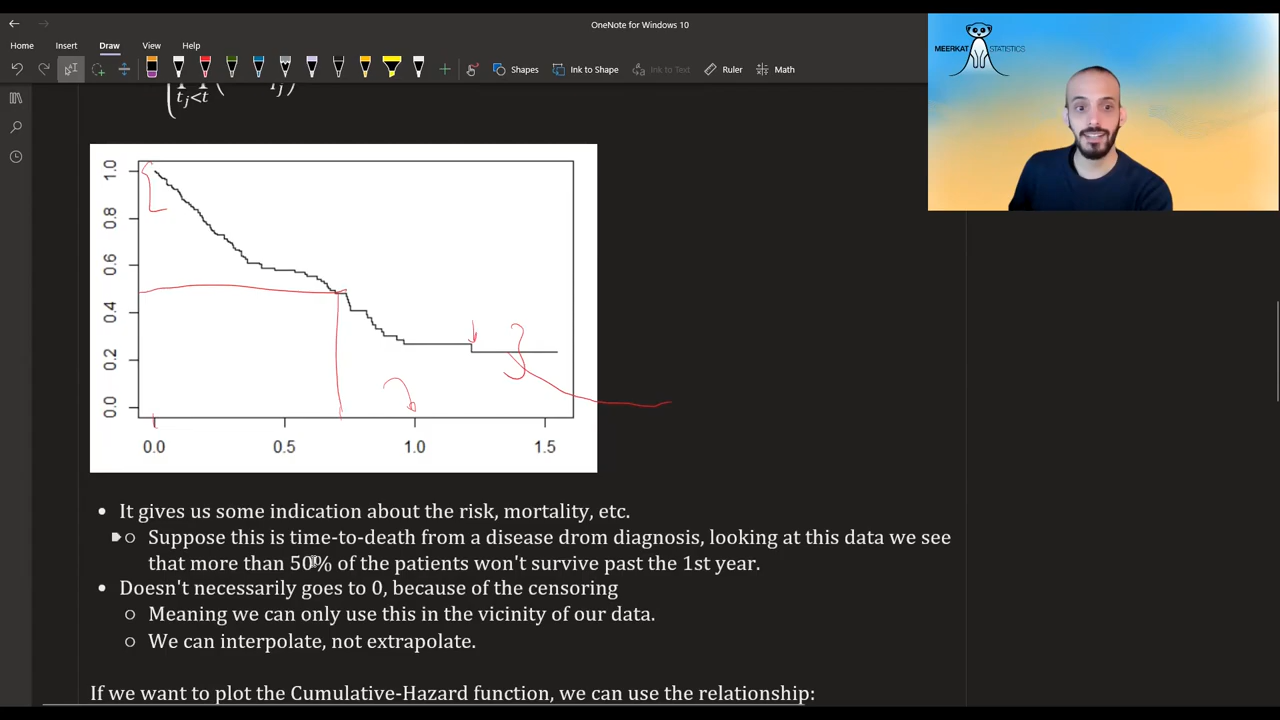 OneNote for Windows 10
MEERKAT STATISTICS
Home Insert Draw View Help
Shapes Ink to Shape Ink to Text Ruler Math
t_j<t
1.0
0.8
0.6
0.4
0.2
0.0
0.0 0.5 1.0 1.5
• It gives us some indication about the risk, mortality, etc.
○ Suppose this is time-to-death from a disease drom diagnosis, looking at this data we see
that more than 50% of the patients won't survive past the 1st year.
• Doesn't necessarily goes to 0, because of the censoring
○ Meaning we can only use this in the vicinity of our data.
○ We can interpolate, not extrapolate.
If we want to plot the Cumulative-Hazard function, we can use the relationship: